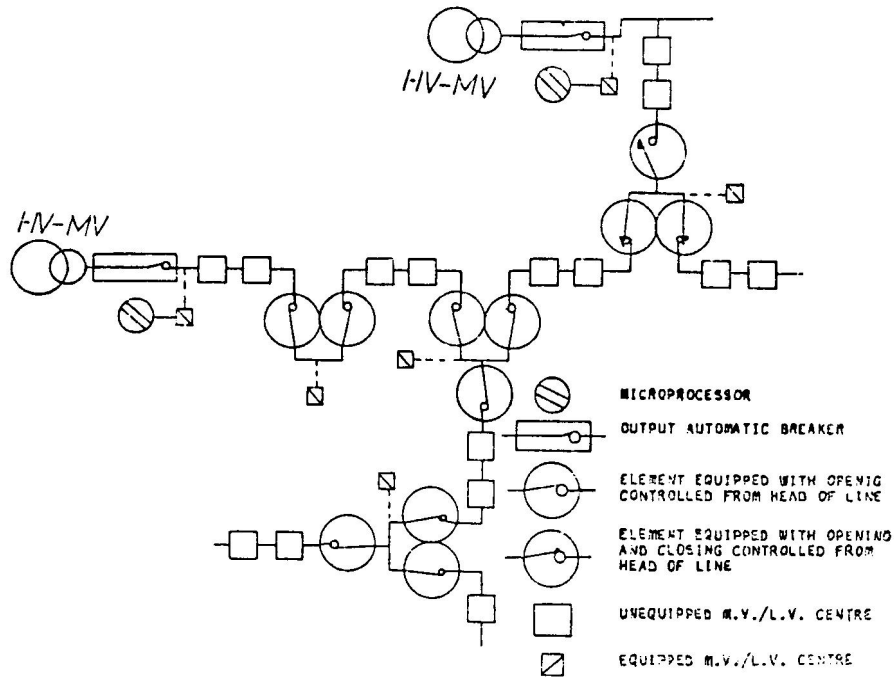 HV-MV
HV-MV
MICROPROCESSOR
OUTPUT AUTOMATIC BREAKER
ELEMENT EQUIPPED WITH OPENIG
CONTROLLED FROM HEAD OF LINE
ELEMENT EQUIPPED WITH OPENING
AND CLOSING CONTROLLED FROM
HEAD OF LINE
UNEQUIPPED M.V./L.V. CENTRE
EQUIPPED M.V./L.V. CENTRE